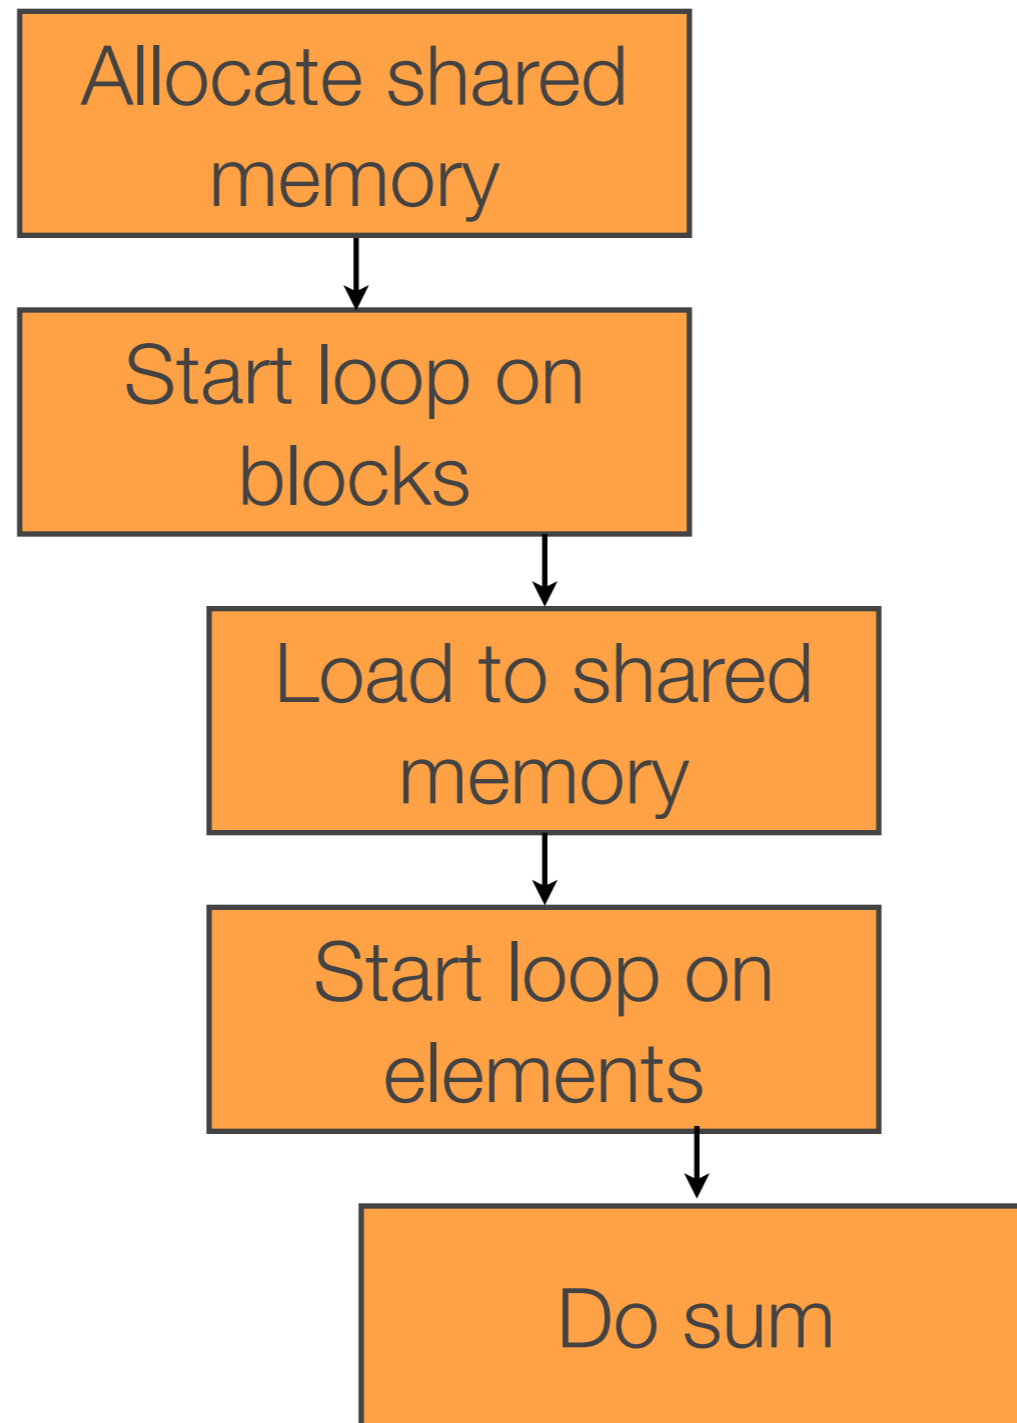 Allocate shared
memory
Start loop on
blocks
Load to shared
memory
Start loop on
elements
Do sum